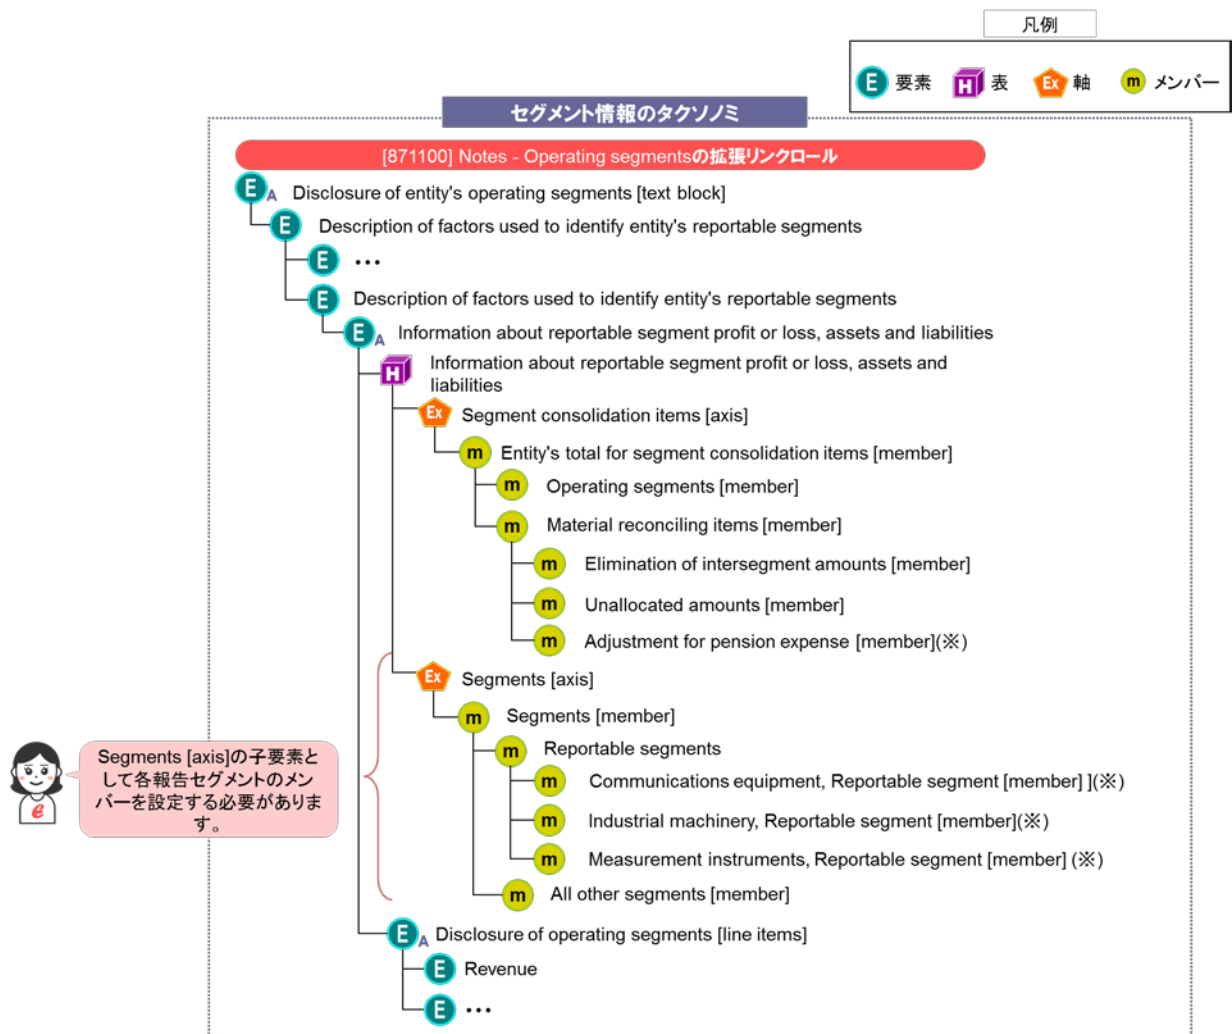 凡例
E 要素 H 表 Ex 軸 m メンバー
セグメント情報のタクソノミ
[871100] Notes - Operating segmentsの拡張リンクロール
E A Disclosure of entity's operating segments [text block]
E Description of factors used to identify entity's reportable segments
E •••
E Description of factors used to identify entity's reportable segments
E A Information about reportable segment profit or loss, assets and liabilities
H Information about reportable segment profit or loss, assets and
liabilities
Ex Segment consolidation items [axis]
m Entity's total for segment consolidation items [member]
m Operating segments [member]
m Material reconciling items [member]
m Elimination of intersegment amounts [member]
m Unallocated amounts [member]
m Adjustment for pension expense [member](※)
Ex Segments [axis]
m Segments [member]
m Reportable segments
m Communications equipment, Reportable segment [member] ](※)
m Industrial machinery, Reportable segment [member](※)
m Measurement instruments, Reportable segment [member] (※)
m All other segments [member]
Segments [axis]の子要素と
して各報告セグメントのメン
バーを設定する必要がありま
す。
e
E A Disclosure of operating segments [line items]
E Revenue
E •••